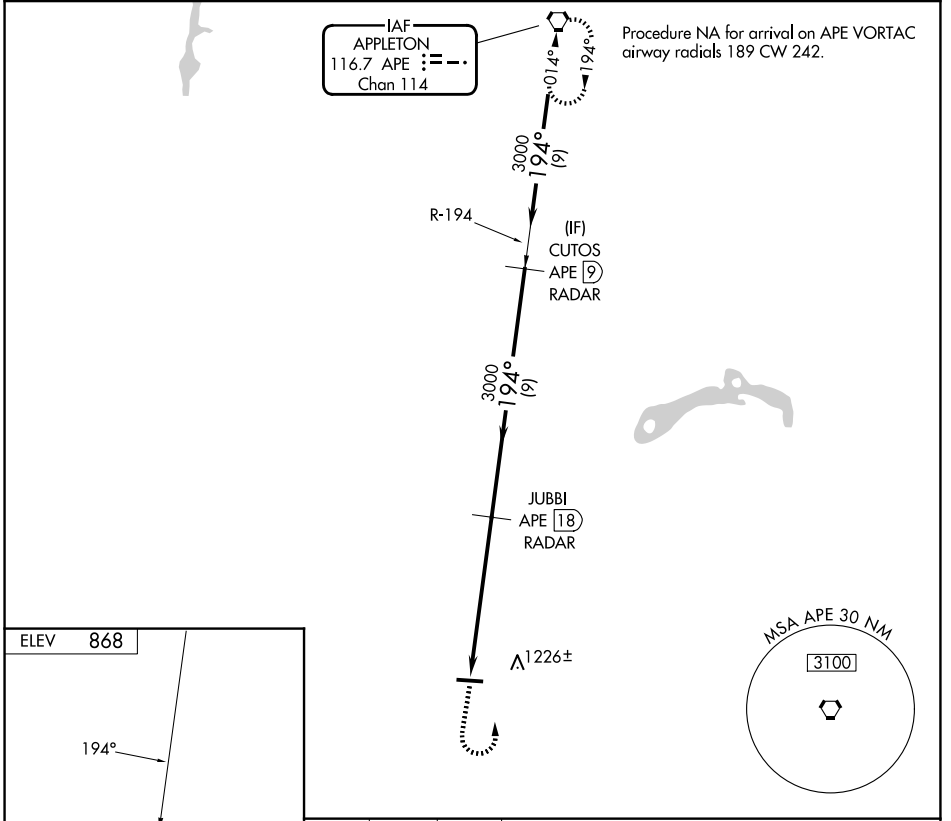 IAF
APPLETON
116.7 APE
Chan 114
Procedure NA for arrival on APE VORTAC
airway radials 189 CW 242.
014°
194°
3000
194°
(9)
R-194
(IF)
CUTOS
APE 9
RADAR
3000
194°
(9)
JUBBI
APE 18
RADAR
1226±
ELEV 868
194°
MSA APE 30 NM
3100